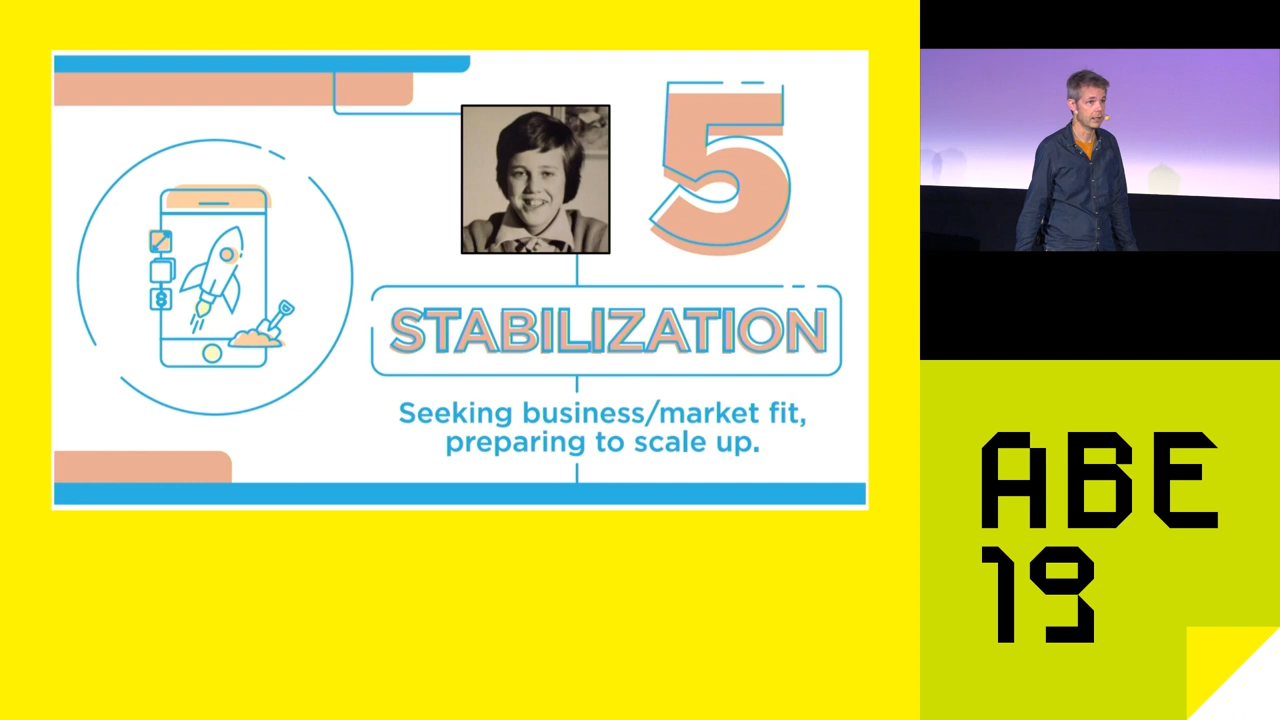 5
STABILIZATION
Seeking business/market fit,
preparing to scale up.
ABE
19